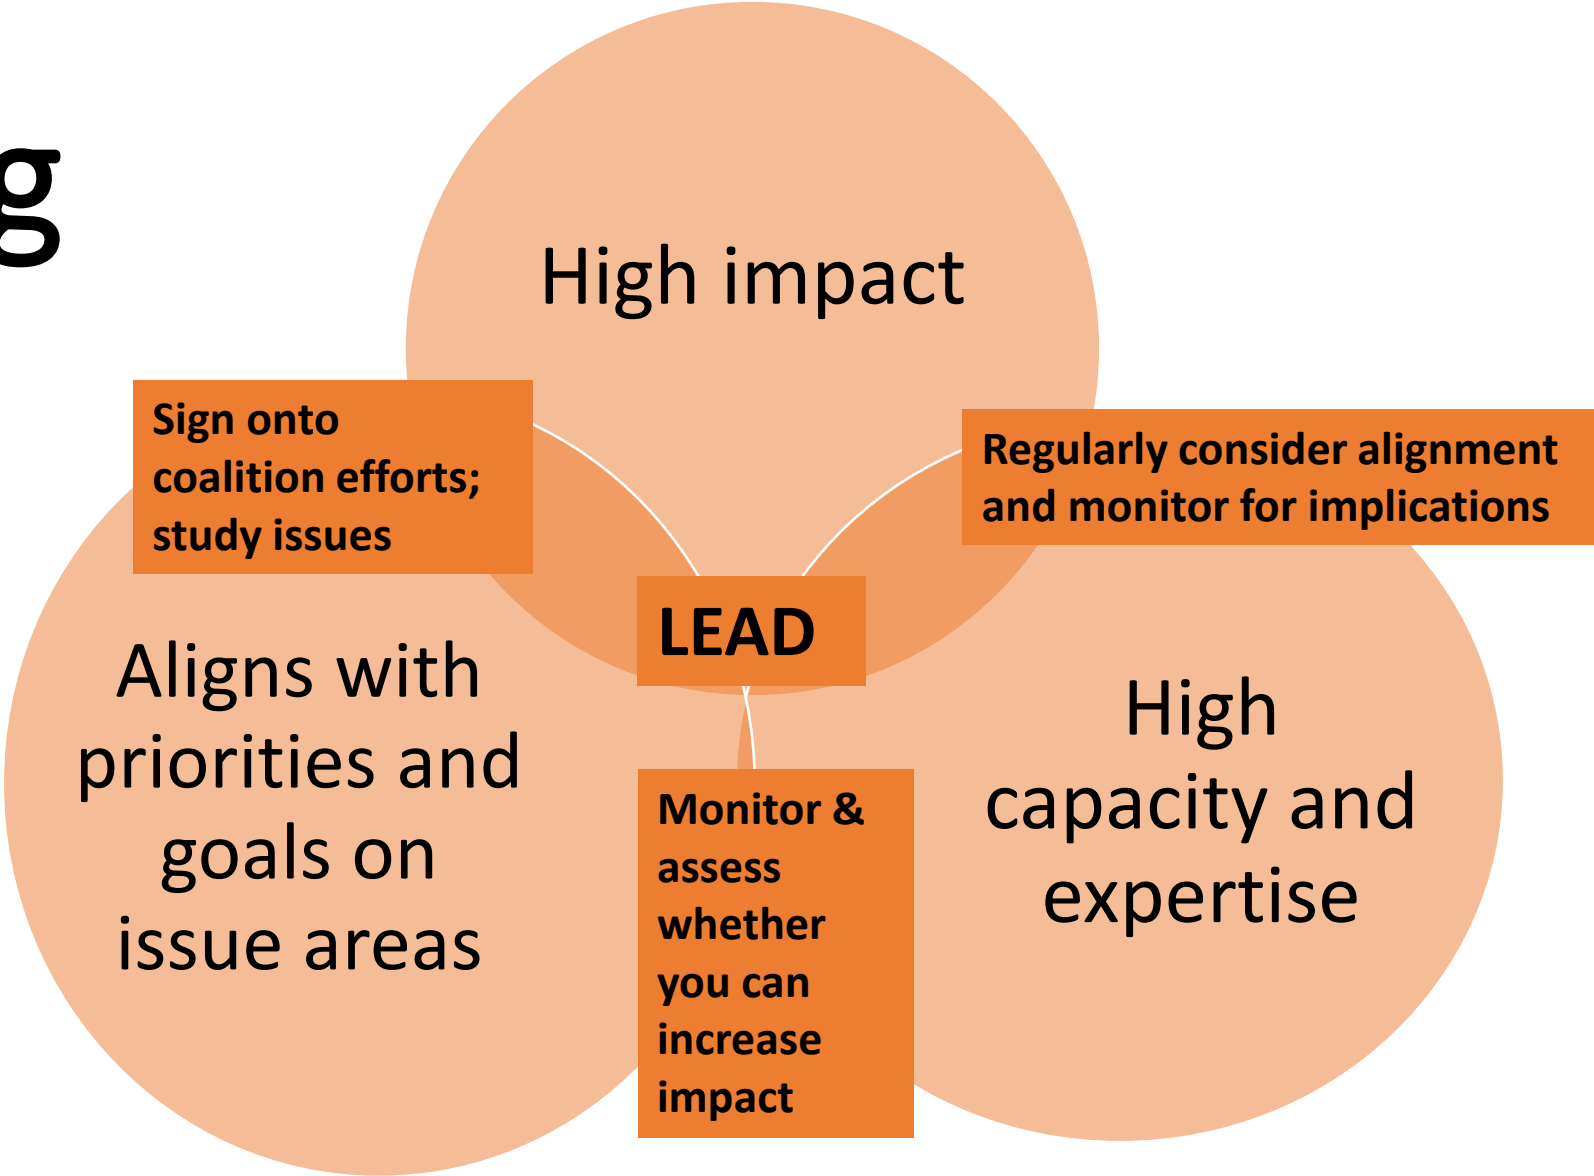 g
High impact
Sign onto
coalition efforts;
study issues
Regularly consider alignment
and monitor for implications
LEAD
Aligns with
priorities and
goals on
issue areas
High
capacity and
expertise
Monitor &
assess
whether
you can
increase
impact